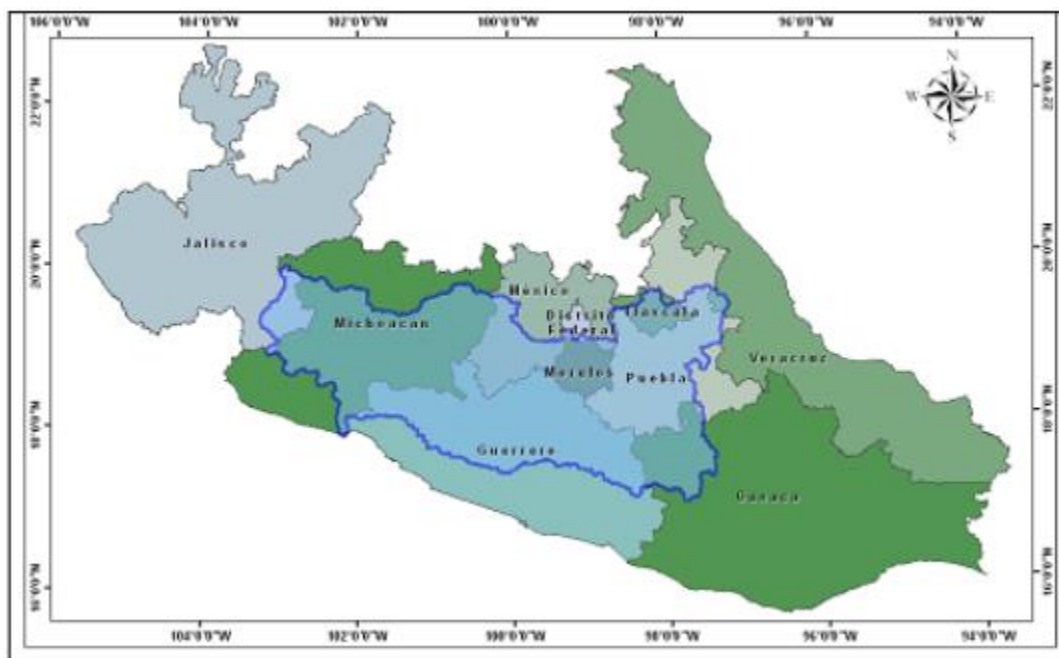 106°0'0"W 104°0'0"W 102°0'0"W 100°0'0"W 98°0'0"W 96°0'0"W 94°0'0"W
N
W E
S
22°0'0"N 22°0'0"N
Jalisco
20°0'0"N 20°0'0"N
México
Distrito
Federal
Tlaxcala
Michoacan
Veracruz
Morelos
Puebla
18°0'0"N 18°0'0"N
Guerrero
Oaxaca
16°0'0"N 16°0'0"N
104°0'0"W 102°0'0"W 100°0'0"W 98°0'0"W 96°0'0"W 94°0'0"W